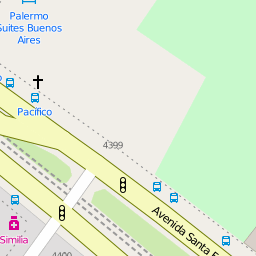 Palermo
Suites Buenos
Aires
Pacífico
4399
Avenida Santa
Similia
4400